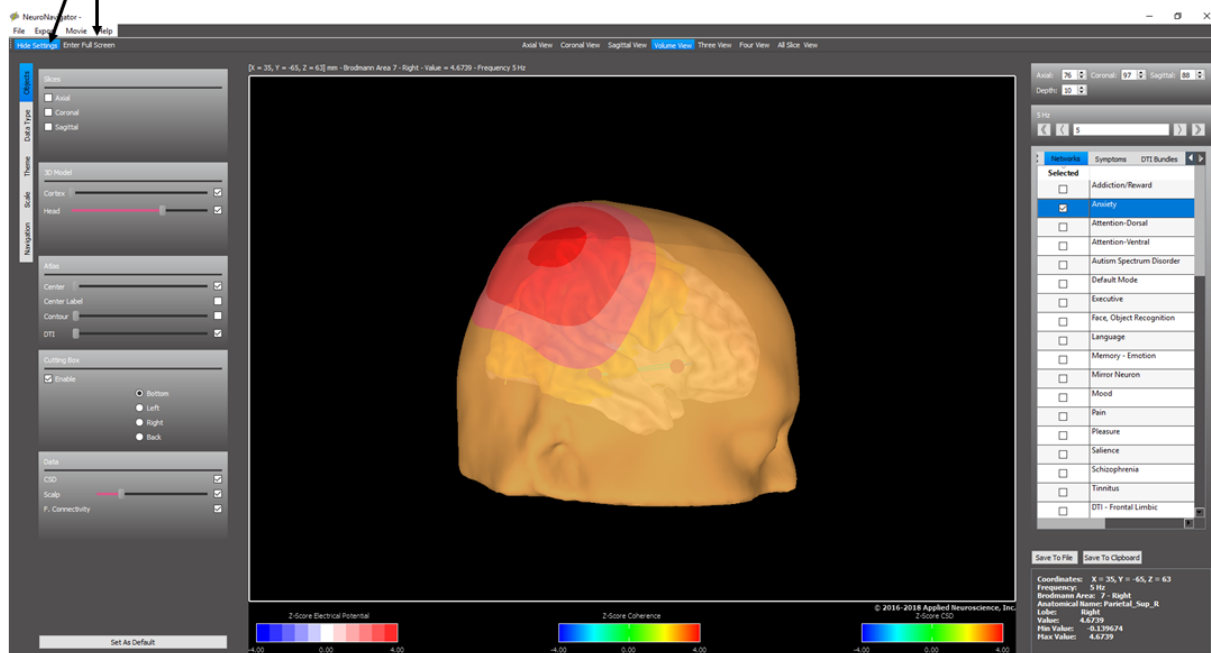 NeuroNavigator -
File Export Movie Help
Hide Settings Enter Full Screen Axial View Coronal View Sagittal View Volume View Three View Four View All Slice View
[X = 35, Y = -65, Z = 63] mm - Brodmann Area 7 - Right - Value = 4.6739 - Frequency 5 Hz
Objects
Data Type
Theme
Scale
Navigation
Slices
Axial
Coronal
Sagittal
3D Model
Cortex
Head
Atlas
Center
Center Label
Contour
DTI
Cutting Box
Enable
Bottom
Left
Right
Back
Data
CSD
Scalp
F. Connectivity
Set As Default
Z-Score Electrical Potential
-4.00 0.00 4.00
Z-Score Coherence
-4.00 0.00 4.00
© 2016-2018 Applied Neuroscience, Inc.
Z-Score CSD
-4.00 0.00 4.00
Axial: 76 Coronal: 97 Sagittal: 88
Depth: 10
5 Hz
5
Networks Symptoms DTI Bundles
Selected
Addiction/Reward
Anxiety
Attention-Dorsal
Attention-Ventral
Autism Spectrum Disorder
Default Mode
Executive
Face, Object Recognition
Language
Memory - Emotion
Mirror Neuron
Mood
Pain
Pleasure
Salience
Schizophrenia
Tinnitus
DTI - Frontal Limbic
Save To File Save To Clipboard
Coordinates: X = 35, Y = -65, Z = 63
Frequency: 5 Hz
Brodmann Area: 7 - Right
Anatomical Name: Parietal_Sup_R
Lobe: Right
Value: 4.6739
Min Value: -0.139674
Max Value: 4.6739